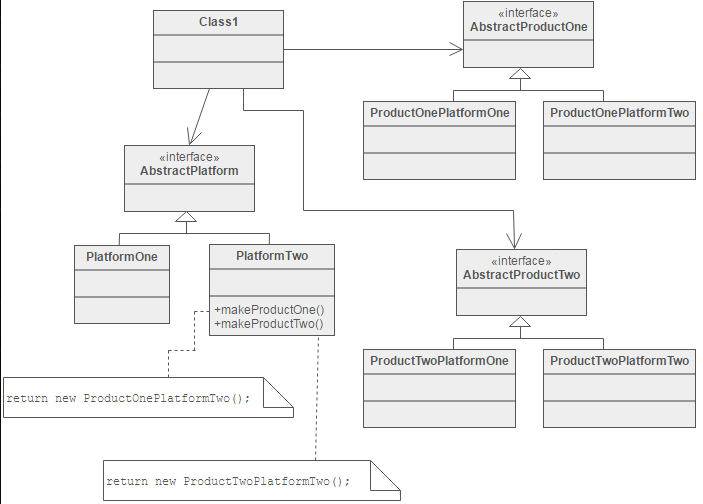 Class1
«interface»
AbstractProductOne
ProductOnePlatformOne
ProductOnePlatformTwo
«interface»
AbstractPlatform
PlatformOne
PlatformTwo
+makeProductOne()
+makeProductTwo()
«interface»
AbstractProductTwo
ProductTwoPlatformOne
ProductTwoPlatformTwo
return new ProductOnePlatformTwo();
return new ProductTwoPlatformTwo();